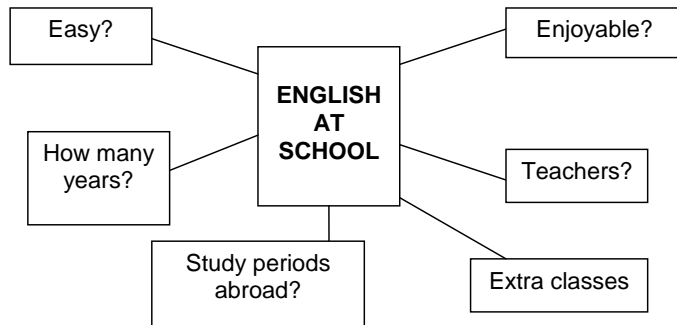 Easy?
Enjoyable?
ENGLISH
AT
SCHOOL
How many
years?
Teachers?
Study periods
abroad?
Extra classes